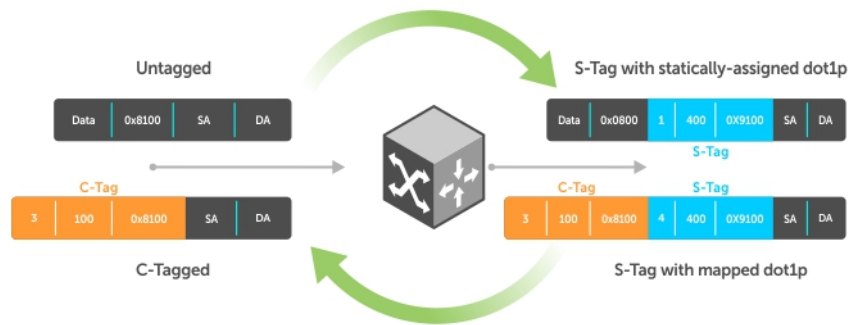 Untagged
S-Tag with statically-assigned dot1p
Data 0x8100 SA DA
Data 0x0800 1 400 0X9100 SA DA
S-Tag
C-Tag
C-Tag S-Tag
3 100 0x8100 SA DA
3 100 0x8100 4 400 0X9100 SA DA
C-Tagged
S-Tag with mapped dot1p